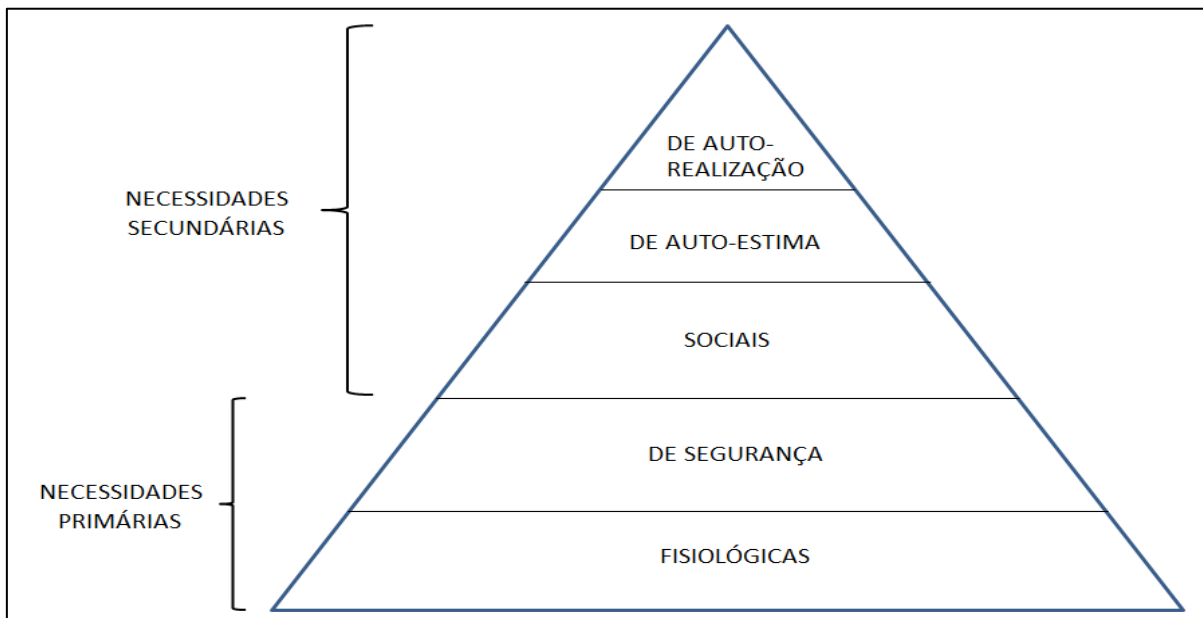 DE AUTO-
REALIZAÇÃO
NECESSIDADES
SECUNDÁRIAS
DE AUTO-ESTIMA
SOCIAIS
DE SEGURANÇA
NECESSIDADES
PRIMÁRIAS
FISIOLÓGICAS